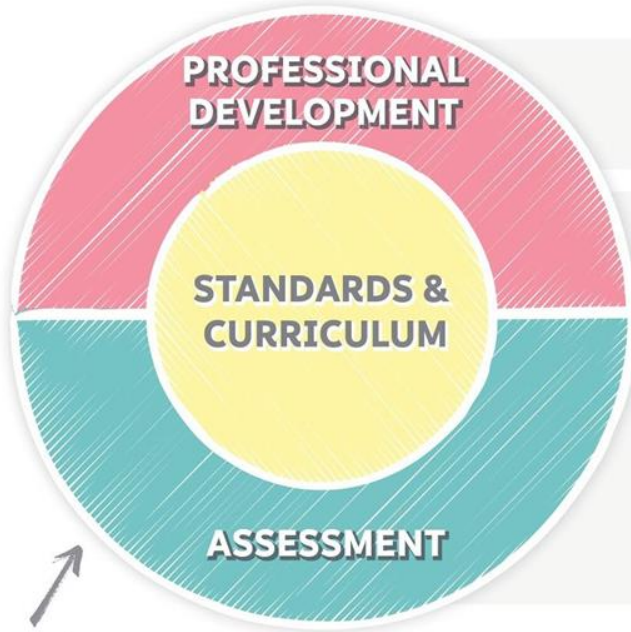 PROFESSIONAL
DEVELOPMENT
STANDARDS &
CURRICULUM
ASSESSMENT